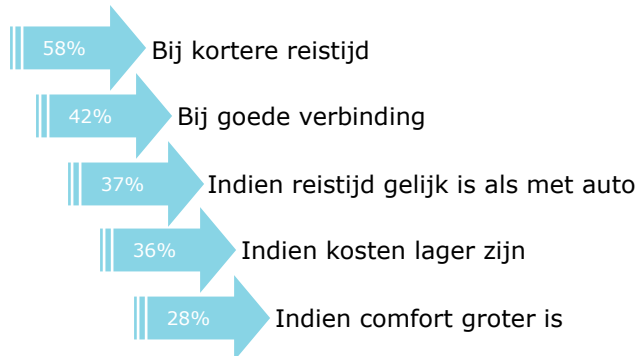 58% Bij kortere reistijd
42% Bij goede verbinding
37% Indien reistijd gelijk is als met auto
36% Indien kosten lager zijn
28% Indien comfort groter is